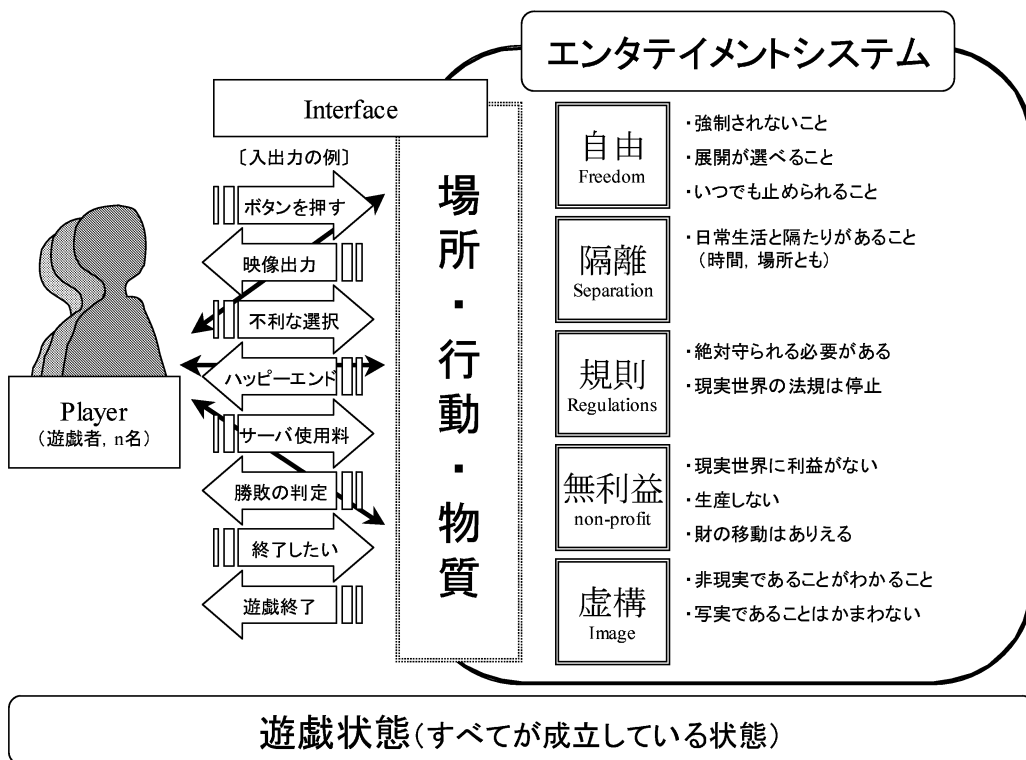 エンタテイメントシステム
Interface
〔入出力の例〕
ボタンを押す
映像出力
不利な選択
ハッピーエンド
サーバ使用料
勝敗の判定
終了したい
遊戯終了
Player
（遊戯者, n名）
場所・行動・物質
自由
Freedom
・強制されないこと
・展開が選べること
・いつでも止められること
隔離
Separation
・日常生活と隔たりがあること
（時間, 場所とも）
規則
Regulations
・絶対守られる必要がある
・現実世界の法規は停止
無利益
non-profit
・現実世界に利益がない
・生産しない
・財の移動はありえる
虚構
Image
・非現実であることがわかること
・写実であることはかまわない
遊戯状態（すべてが成立している状態）